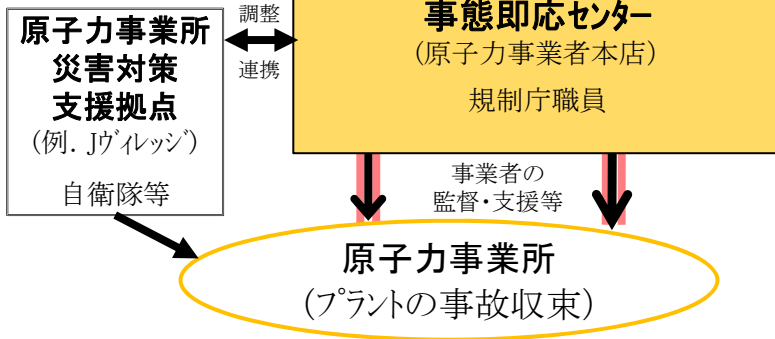 原子力事業所
災害対策
支援拠点
(例. Jヴィレッジ)
自衛隊等
調整
連携
事態即応センター
(原子力事業者本店)
規制庁職員
事業者の
監督・支援等
原子力事業所
(プラントの事故収束)